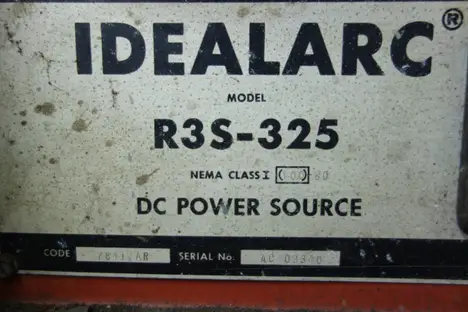 IDEALARC®
MODEL
R3S-325
NEMA CLASS I
DC POWER SOURCE
CODE SERIAL No.